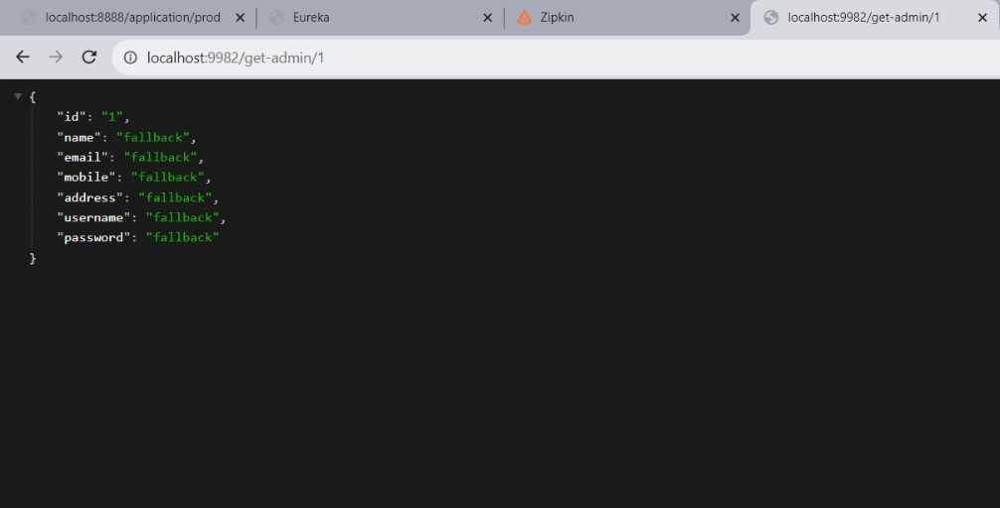 localhost:8888/application/prod
Eureka
Zipkin
localhost:9982/get-admin/1
localhost:9982/get-admin/1
{
"id": "1",
"name": "fallback",
"email": "fallback",
"mobile": "fallback",
"address": "fallback",
"username": "fallback",
"password": "fallback"
}